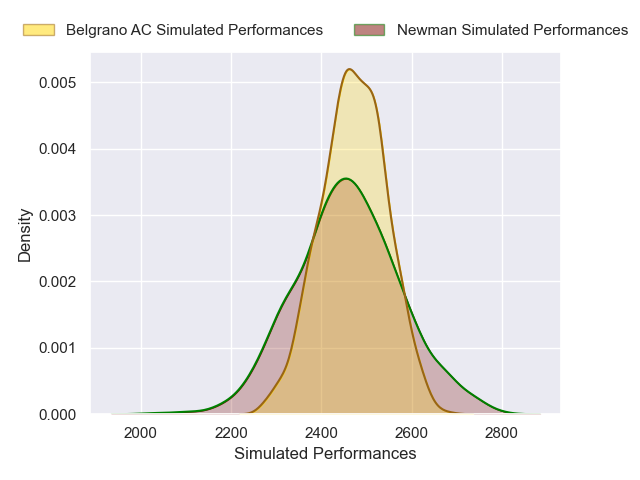 Belgrano AC Simulated Performances
Newman Simulated Performances
0.005
0.004
0.003
0.002
0.001
0.000
Density
2000 2200 2400 2600 2800
Simulated Performances